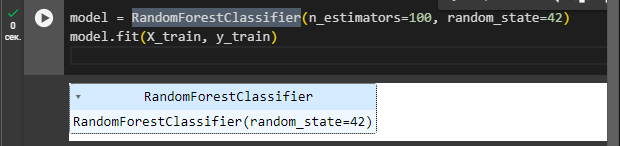 model = RandomForestClassifier(n_estimators=100, random_state=42)
0
сек.
model.fit(X_train, y_train)
RandomForestClassifier
RandomForestClassifier(random_state=42)